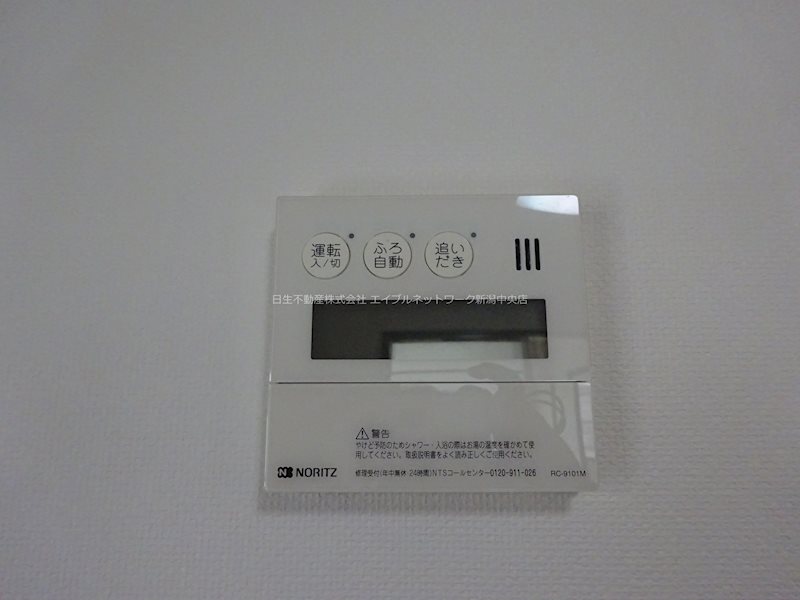 運転
入/切
ふろ
自動
追い
だき
日生不動産株式会社 エイブルネットワーク新潟中央店
警告
やけど予防のためシャワー・入浴の際はお湯の温度を確かめて使
用してください。取扱説明書をよく読み正しくご使用ください。
NORITZ
修理受付(年中無休・24時間)NTSコールセンター0120-911-026
RC-9101M